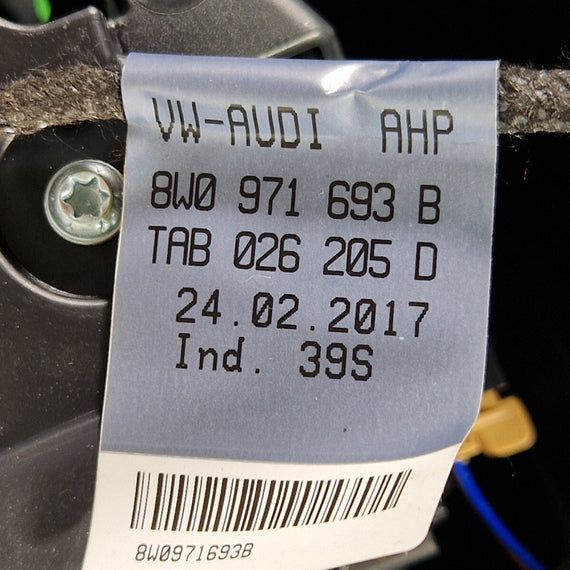 VW-AUDI AHP
8W0 971 693 B
TAB 026 205 D
24.02.2017
Ind. 39S
8W0971693B